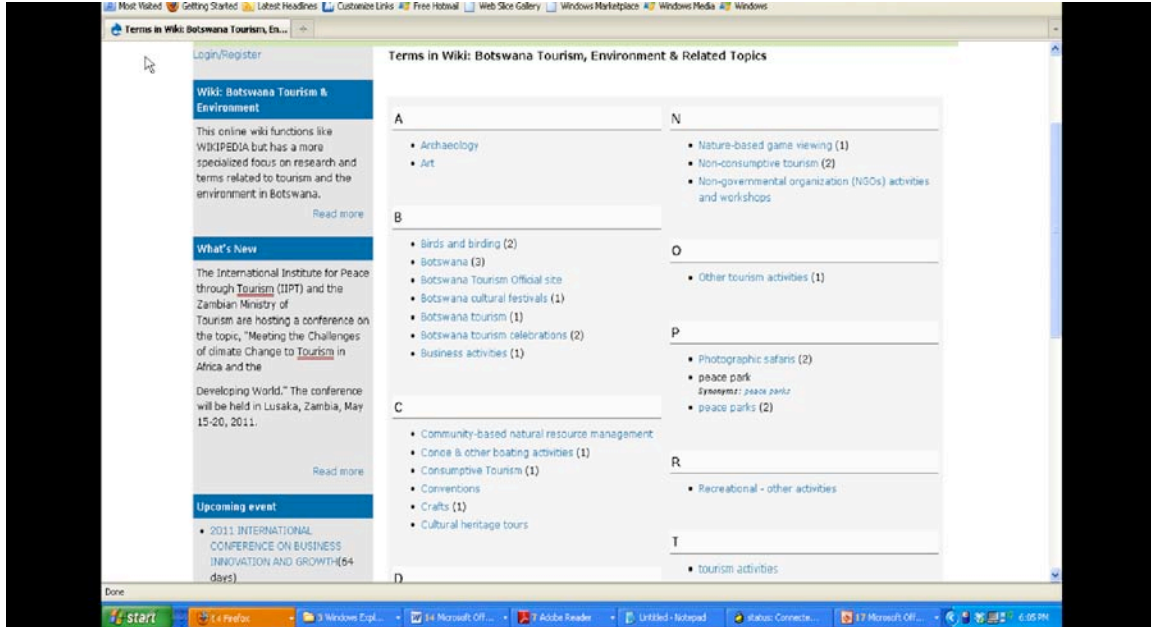 Most Visited Getting Started Latest Headlines Customize Links Free Hotmail Web Slice Gallery Windows Marketplace Windows Media Windows
Terms in Wiki: Botswana Tourism, En...
Login/Register
Wiki: Botswana Tourism &
Environment
This online wiki functions like
WIKIPEDIA but has a more
specialized focus on research and
terms related to tourism and the
environment in Botswana.
Read more
What's New
The International Institute for Peace
through Tourism (IIPT) and the
Zambian Ministry of
Tourism are hosting a conference on
the topic, "Meeting the Challenges
of climate Change to Tourism in
Africa and the
Developing World." The conference
will be held in Lusaka, Zambia, May
15-20, 2011.
Read more
Upcoming event
2011 INTERNATIONAL
CONFERENCE ON BUSINESS
INNOVATION AND GROWTH(64
days)
Terms in Wiki: Botswana Tourism, Environment & Related Topics
A
Archaeology
Art
B
Birds and birding (2)
Botswana (3)
Botswana Tourism Official site
Botswana cultural festivals (1)
Botswana tourism (1)
Botswana tourism celebrations (2)
Business activities (1)
C
Community-based natural resource management
Canoe & other boating activities (1)
Consumptive Tourism (1)
Conventions
Crafts (1)
Cultural heritage tours
D
N
Nature-based game viewing (1)
Non-consumptive tourism (2)
Non-governmental organization (NGOs) activities
and workshops
O
Other tourism activities (1)
P
Photographic safaris (2)
peace park
Synonyms: peace parks
peace parks (2)
R
Recreational - other activities
T
tourism activities
Done
start
Firefox
3 Windows Expl...
14 Microsoft Off...
7 Adobe Reader
Untitled - Notepad
status: Connecte...
17 Microsoft Off...
6:05 PM